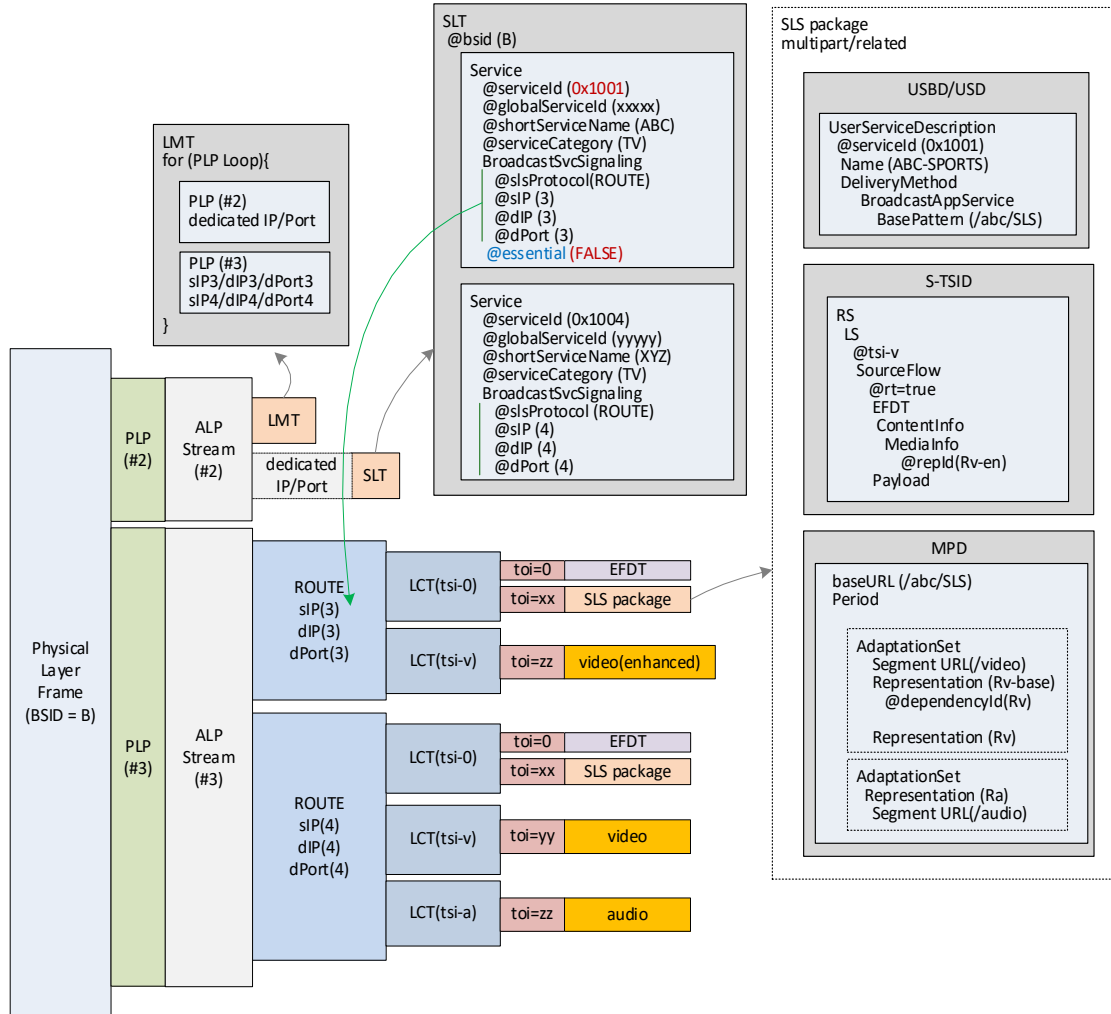 LMT
for (PLP Loop){
PLP (#2)
dedicated IP/Port
PLP (#3)
sIP3/dIP3/dPort3
sIP4/dIP4/dPort4
}
SLT
@bsid (B)
Service
@serviceId (0x1001)
@globalServiceId (xxxxx)
@shortServiceName (ABC)
@serviceCategory (TV)
BroadcastSvcSignaling
@slsProtocol(ROUTE)
@sIP (3)
@dIP (3)
@dPort (3)
@essential (FALSE)
Service
@serviceId (0x1004)
@globalServiceId (yyyyy)
@shortServiceName (XYZ)
@serviceCategory (TV)
BroadcastSvcSignaling
@slsProtocol (ROUTE)
@sIP (4)
@dIP (4)
@dPort (4)
SLS package
multipart/related
USBD/USD
UserServiceDescription
@serviceId (0x1001)
Name (ABC-SPORTS)
DeliveryMethod
BroadcastAppService
BasePattern (/abc/SLS)
S-TSID
RS
LS
@tsi-v
SourceFlow
@rt=true
EFDT
ContentInfo
MediaInfo
@repId(Rv-en)
Payload
MPD
baseURL (/abc/SLS)
Period
AdaptationSet
Segment URL(/video)
Representation (Rv-base)
@dependencyId(Rv)
Representation (Rv)
AdaptationSet
Representation (Ra)
Segment URL(/audio)
Physical
Layer
Frame
(BSID = B)
PLP
(#2)
ALP
Stream
(#2)
LMT
dedicated
IP/Port
SLT
PLP
(#3)
ALP
Stream
(#3)
ROUTE
sIP(3)
dIP(3)
dPort(3)
LCT(tsi-0)
toi=0
EFDT
toi=xx
SLS package
LCT(tsi-v)
toi=zz
video(enhanced)
ROUTE
sIP(4)
dIP(4)
dPort(4)
LCT(tsi-0)
toi=0
EFDT
toi=xx
SLS package
LCT(tsi-v)
toi=yy
video
LCT(tsi-a)
toi=zz
audio